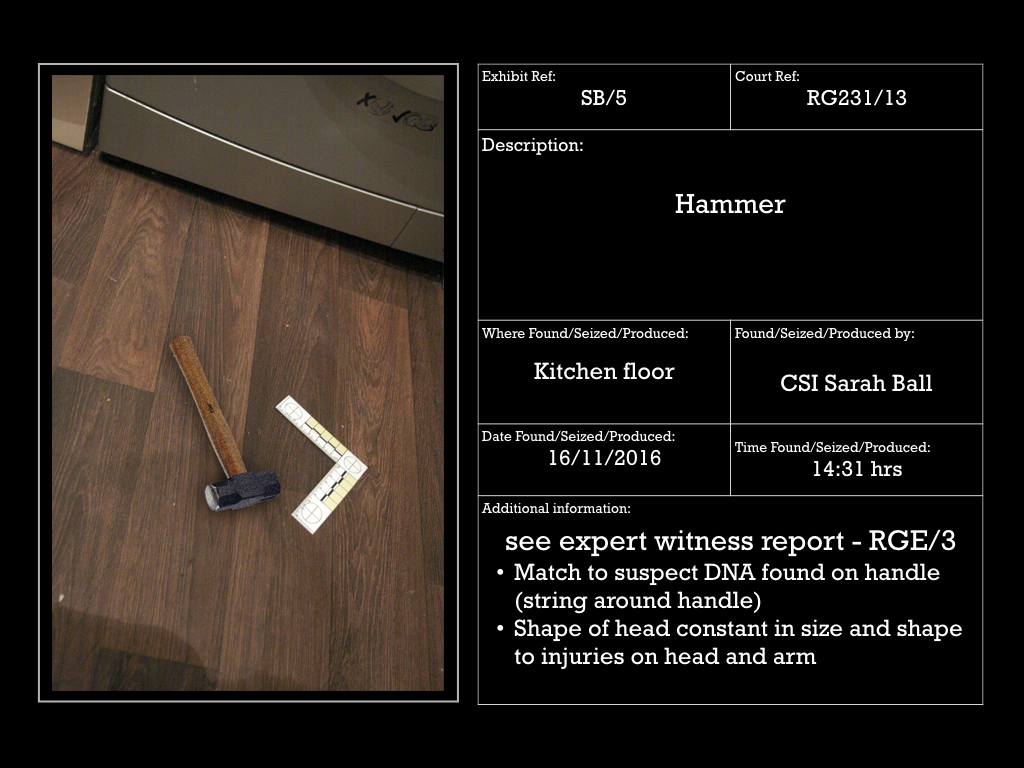 Exhibit Ref:
SB/5
Court Ref:
RG231/13
Description:
Hammer
Where Found/Seized/Produced:
Kitchen floor
Found/Seized/Produced by:
CSI Sarah Ball
Date Found/Seized/Produced:
16/11/2016
Time Found/Seized/Produced:
14:31 hrs
Additional information:
see expert witness report - RGE/3
• Match to suspect DNA found on handle
(string around handle)
• Shape of head constant in size and shape
to injuries on head and arm